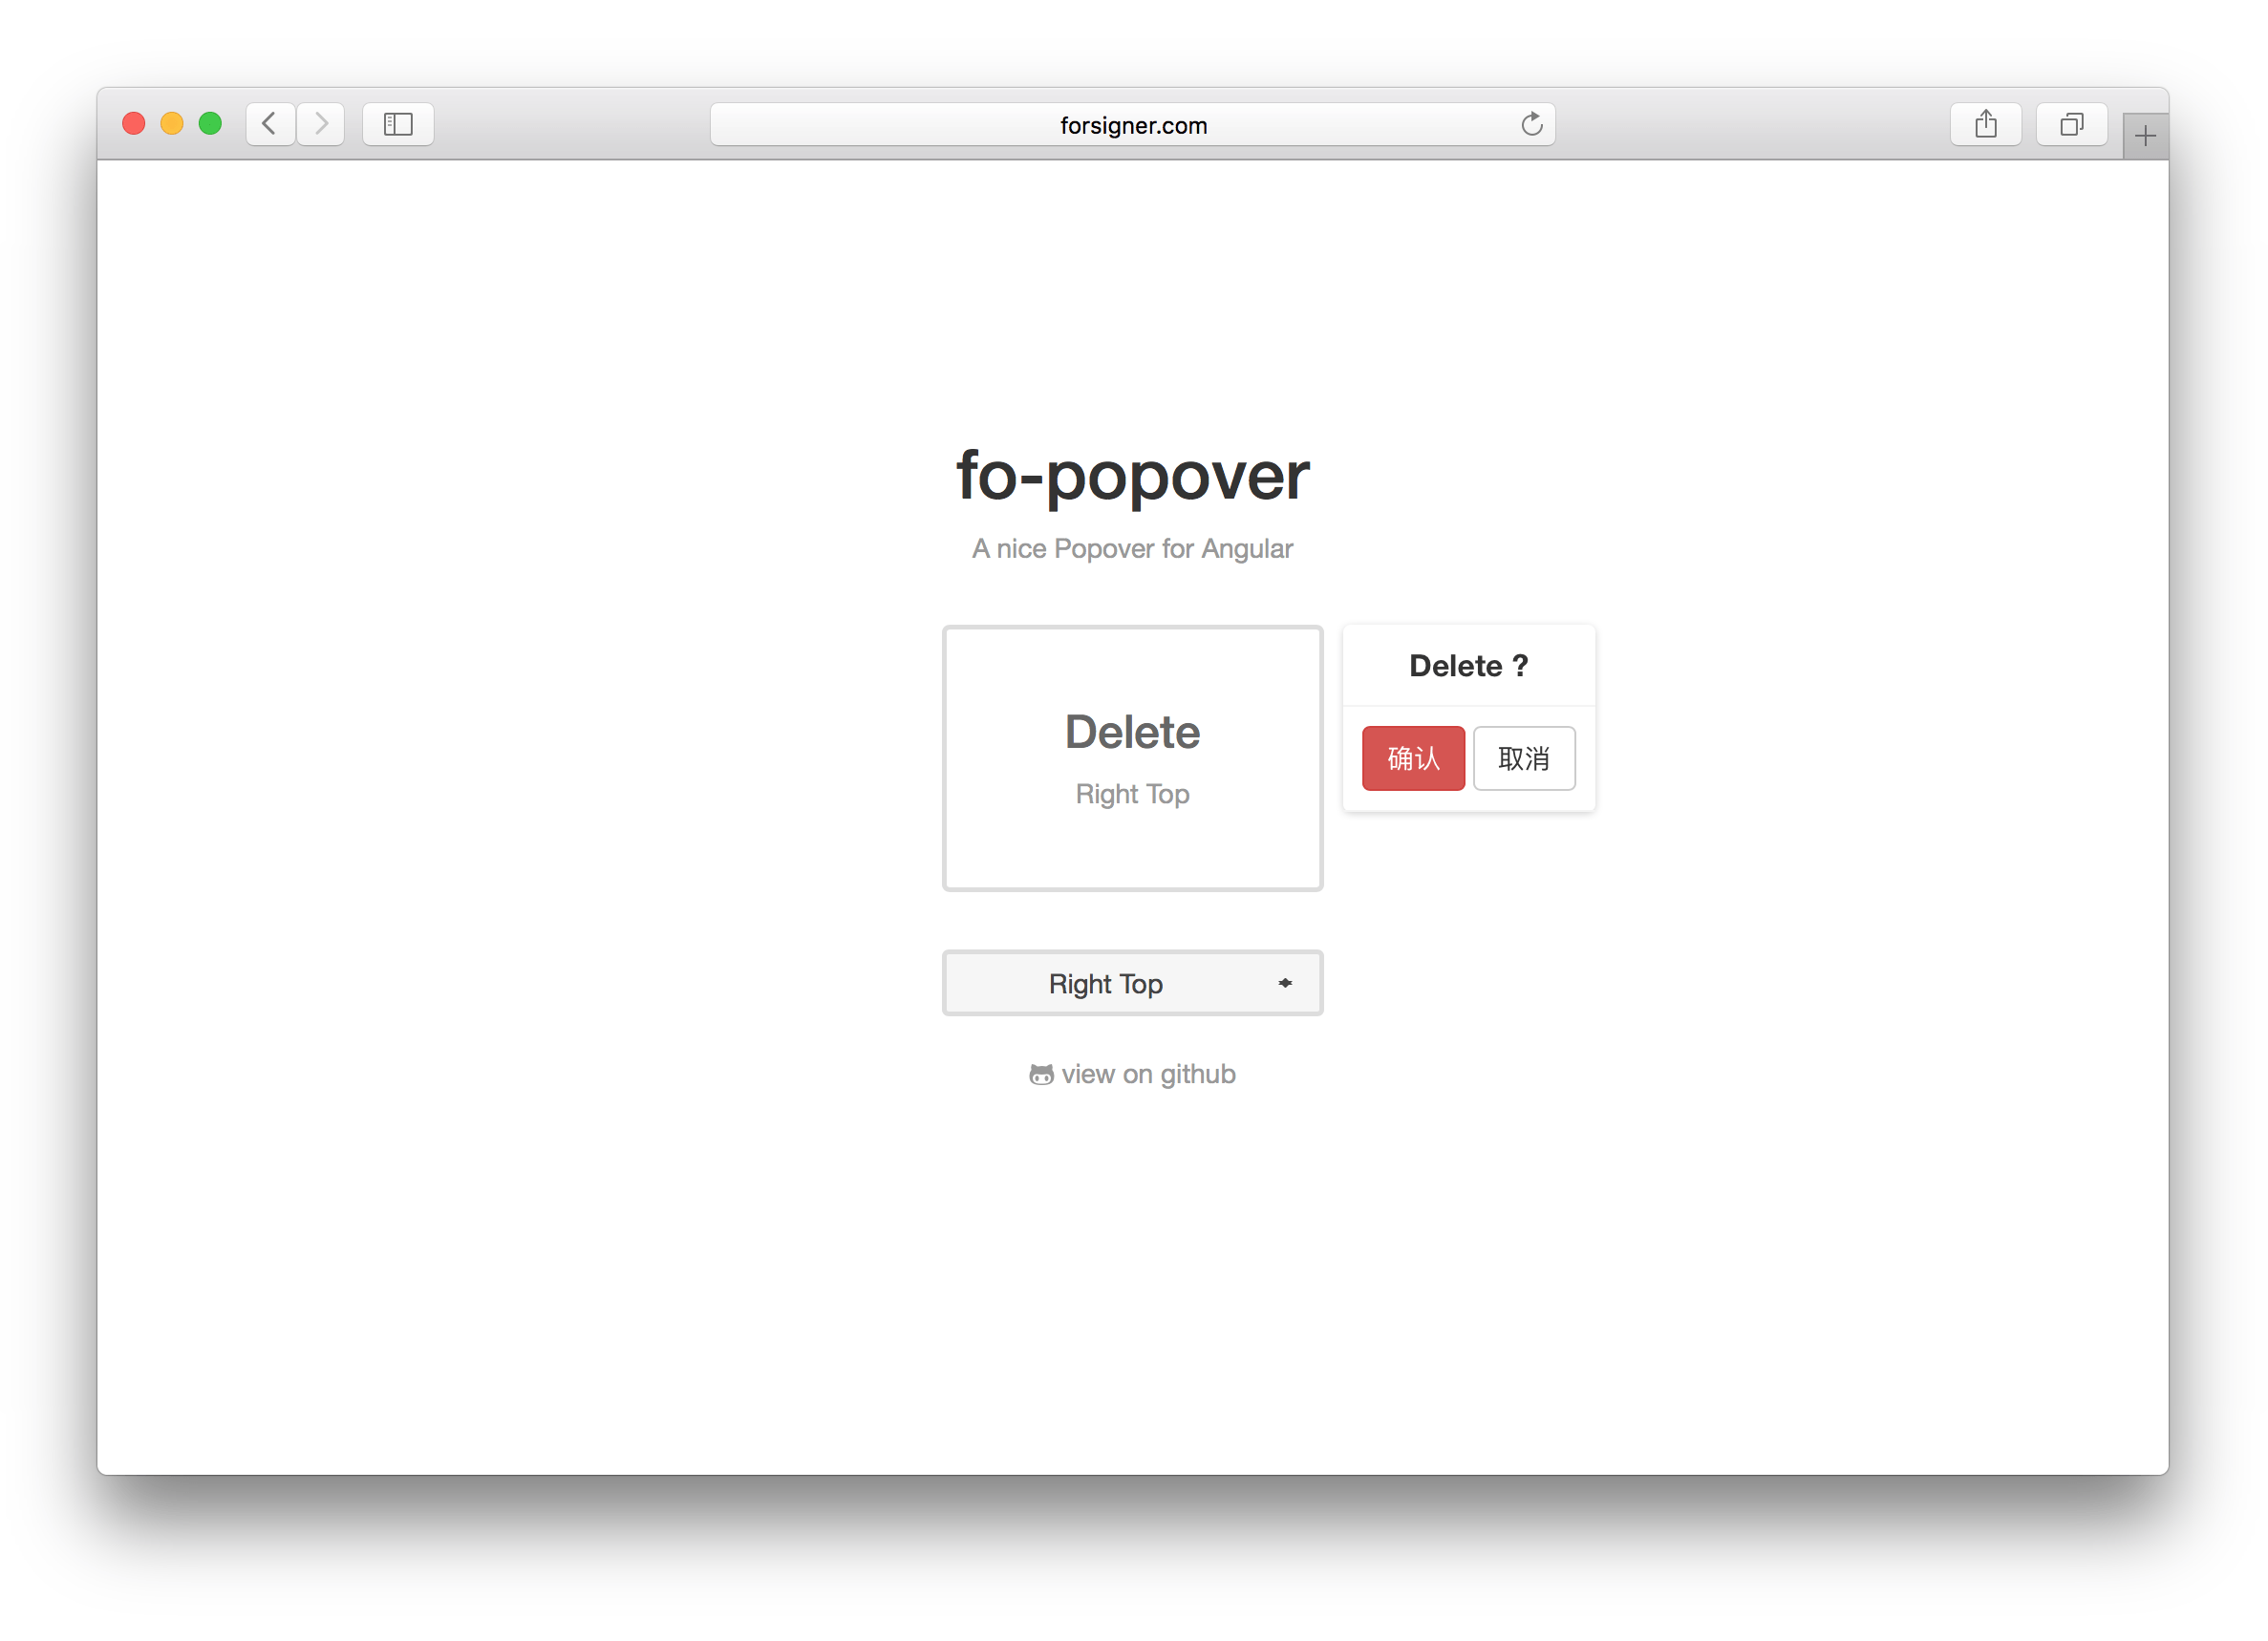 forsigner.com
fo-popover
A nice Popover for Angular
Delete
Right Top
Delete ?
确认 取消
Right Top
view on github